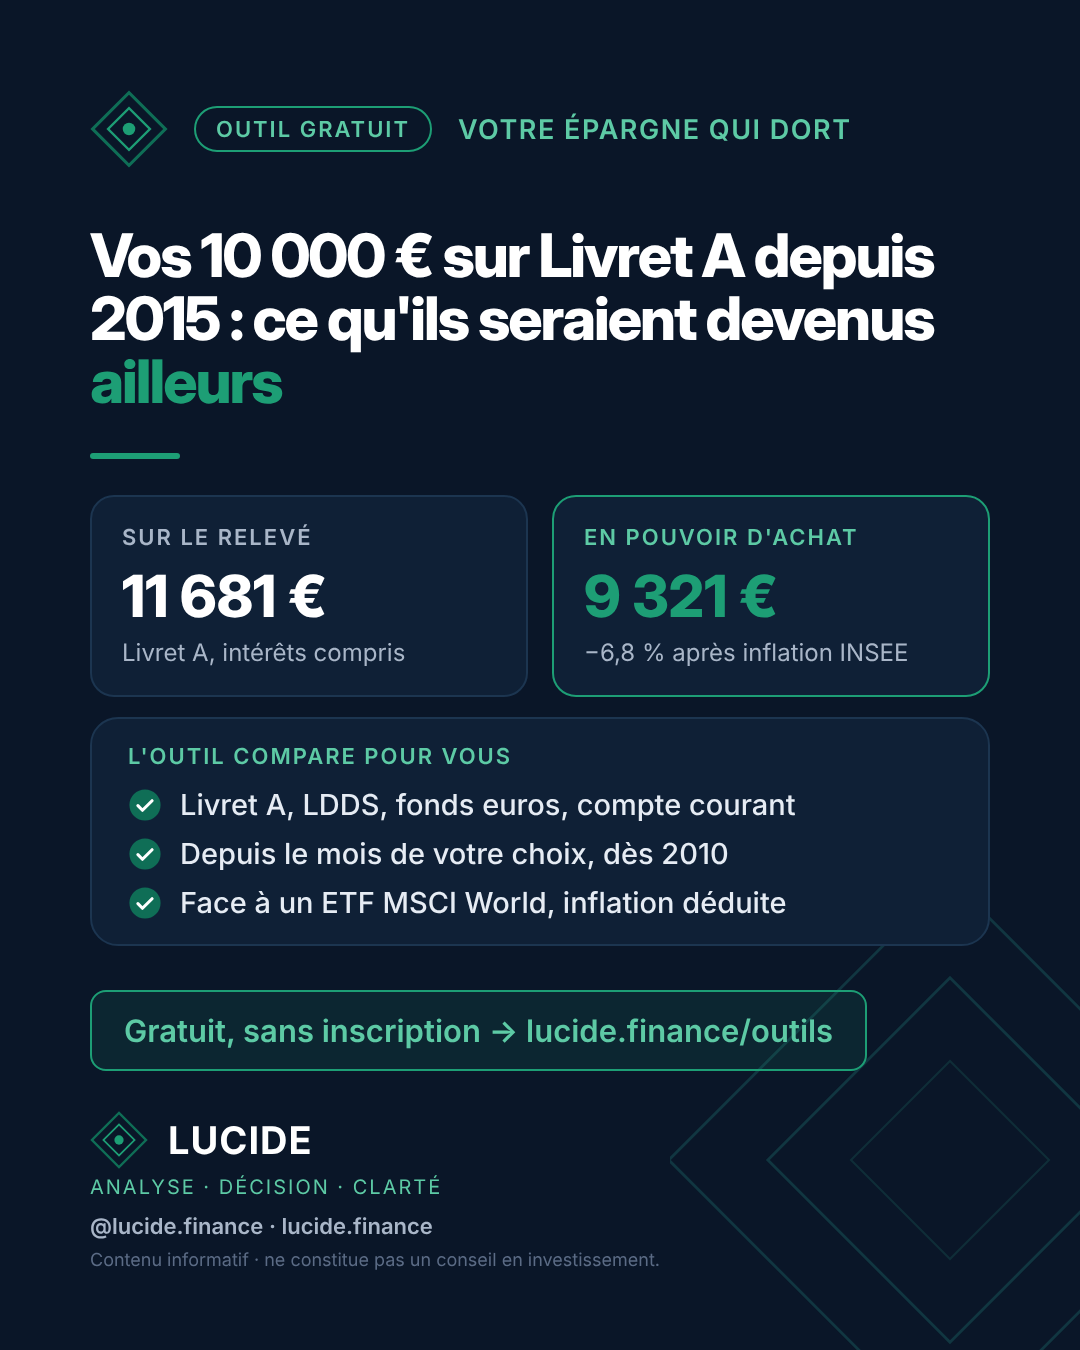 OUTIL GRATUIT
VOTRE ÉPARGNE QUI DORT
Vos 10 000 € sur Livret A depuis
2015 : ce qu'ils seraient devenus
ailleurs
SUR LE RELEVÉ
11 681 €
Livret A, intérêts compris
EN POUVOIR D'ACHAT
9 321 €
−6,8 % après inflation INSEE
L'OUTIL COMPARE POUR VOUS
Livret A, LDDS, fonds euros, compte courant
Depuis le mois de votre choix, dès 2010
Face à un ETF MSCI World, inflation déduite
Gratuit, sans inscription → lucide.finance/outils
LUCIDE
ANALYSE · DÉCISION · CLARTÉ
@lucide.finance · lucide.finance
Contenu informatif · ne constitue pas un conseil en investissement.